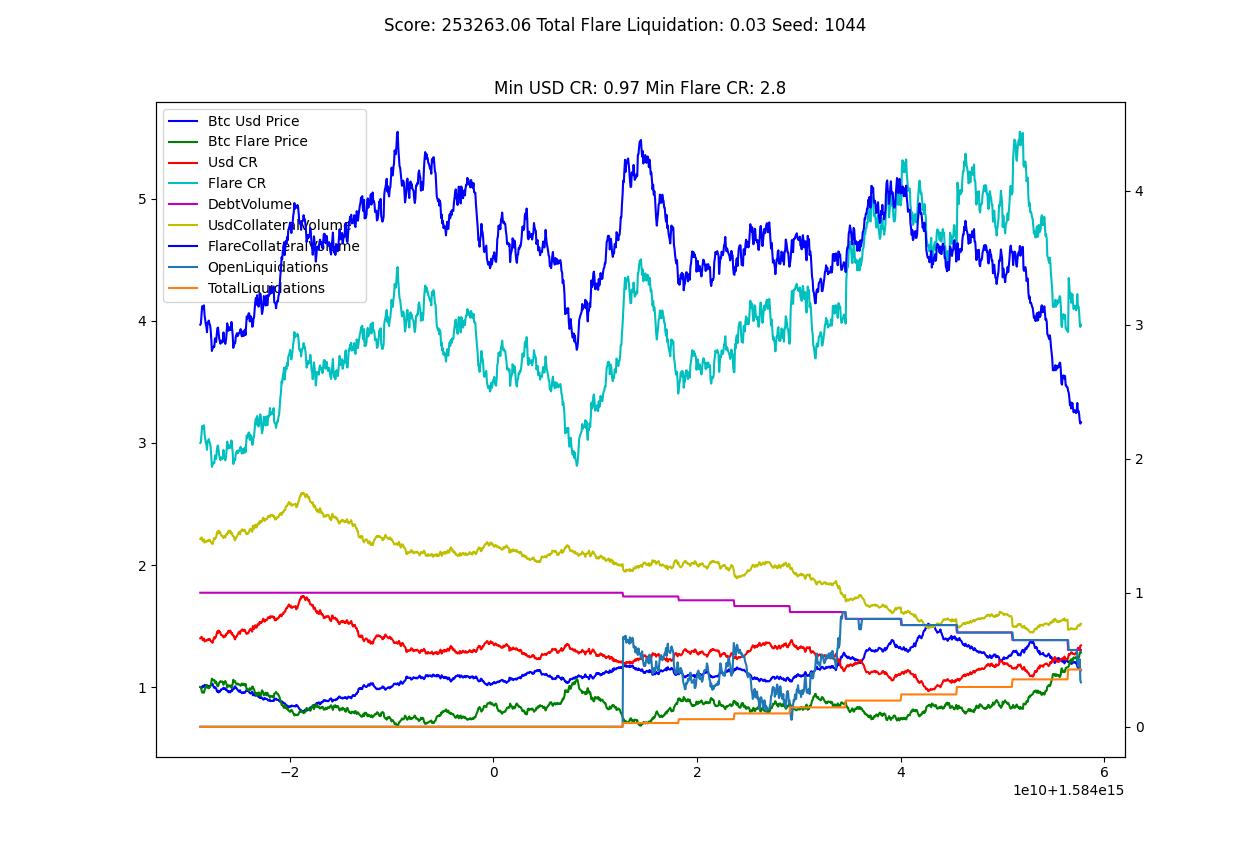 Score: 253263.06 Total Flare Liquidation: 0.03 Seed: 1044
Min USD CR: 0.97 Min Flare CR: 2.8
Btc Usd Price
Btc Flare Price
Usd CR
Flare CR
DebtVolume
UsdCollateralVolume
FlareCollateralVolume
OpenLiquidations
TotalLiquidations
5
4
3
2
1
4
3
2
1
0
−2
0
2
4
6
1e10+1.584e15